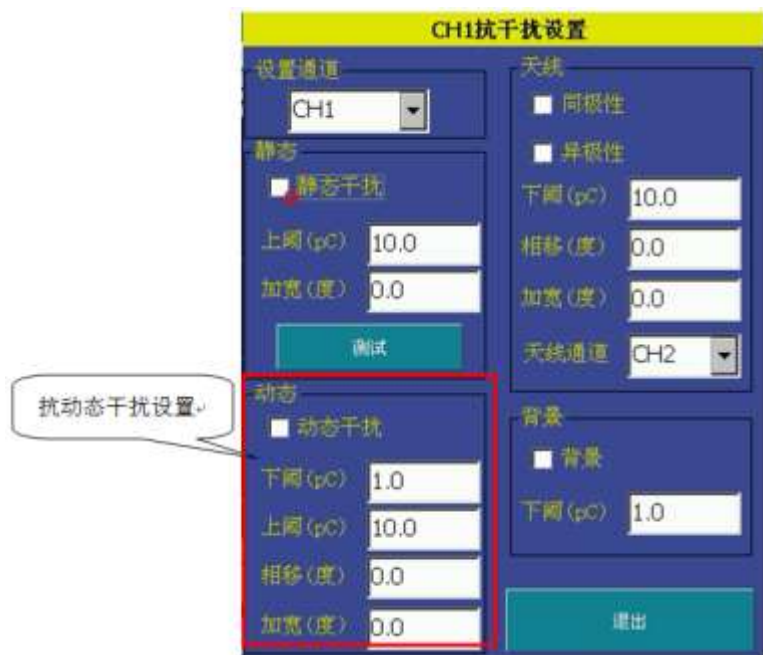 CH1抗干扰设置
设置通道
CH1
静态
静态干扰
上阈(pC) 10.0
加宽(度) 0.0
测试
动态
动态干扰
下阈(pC) 1.0
上阈(pC) 10.0
相移(度) 0.0
加宽(度) 0.0
天线
同极性
异极性
下阈(pC) 10.0
相移(度) 0.0
加宽(度) 0.0
天线通道 CH2
背景
背景
下阈(pC) 1.0
退出
抗动态干扰设置